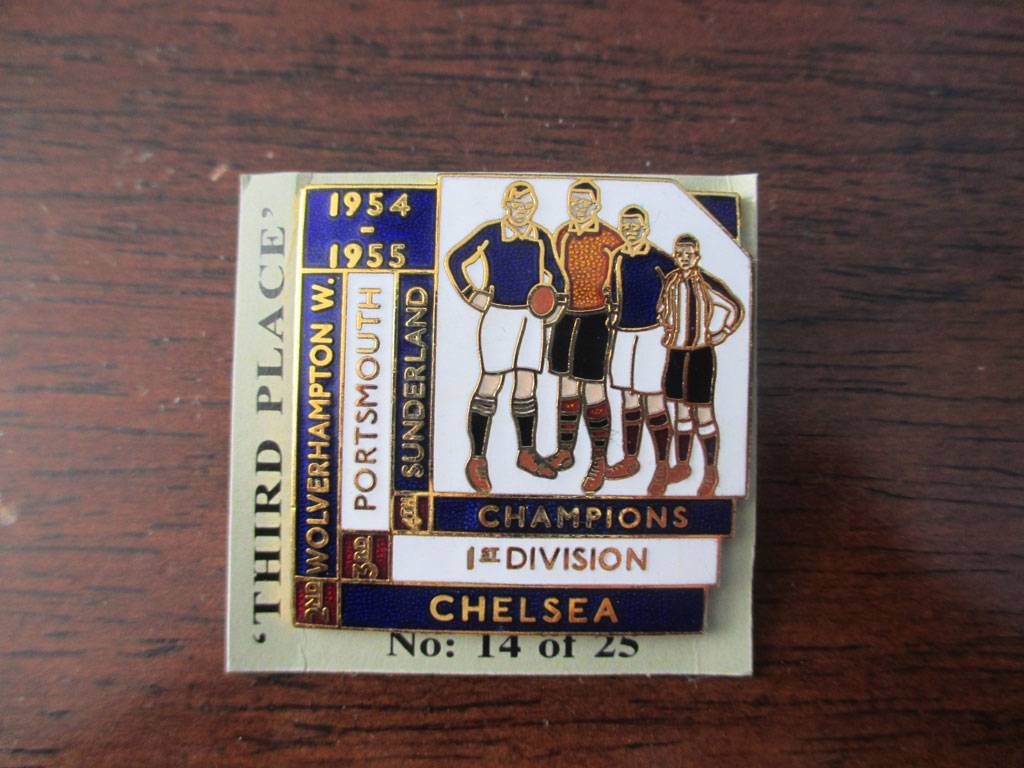 'THIRD PLACE'
1954
-
1955
2ND WOLVERHAMPTON W.
3RD PORTSMOUTH
4TH SUNDERLAND
CHAMPIONS
1ST DIVISION
CHELSEA
No: 14 of 25